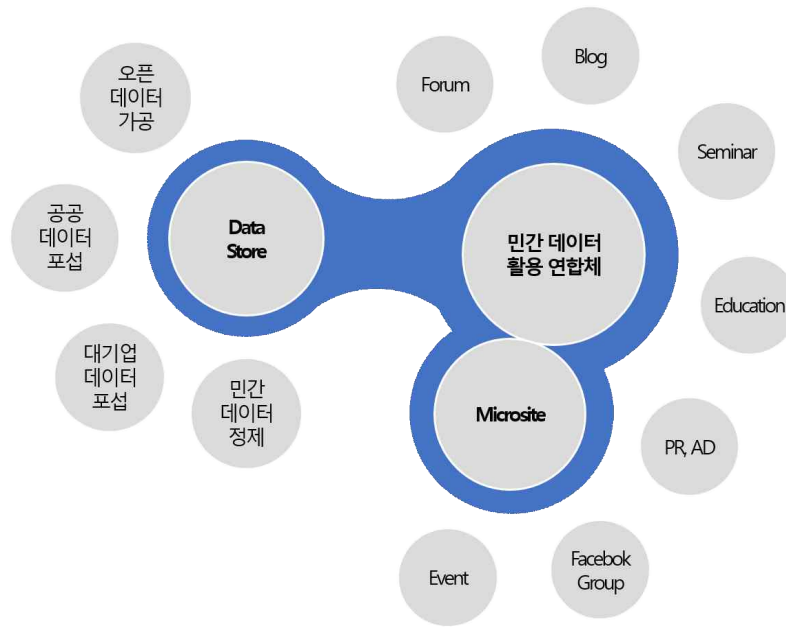 오픈
데이터
가공
공공
데이터
포섭
대기업
데이터
포섭
민간
데이터
정제
Data
Store
민간 데이터
활용 연합체
Microsite
Forum
Blog
Seminar
Education
PR, AD
Facebok
Group
Event